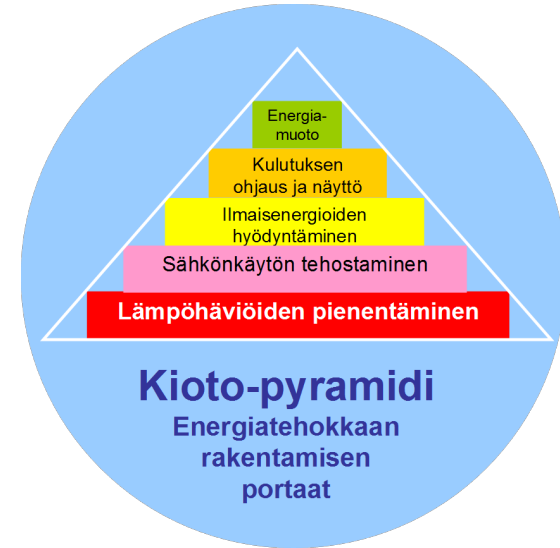 Energia-
muoto
Kulutuksen
ohjaus ja näyttö
Ilmaisenergioiden
hyödyntäminen
Sähkönkäytön tehostaminen
Lämpöhäviöiden pienentäminen
Kioto-pyramidi
Energiatehokkaan
rakentamisen
portaat